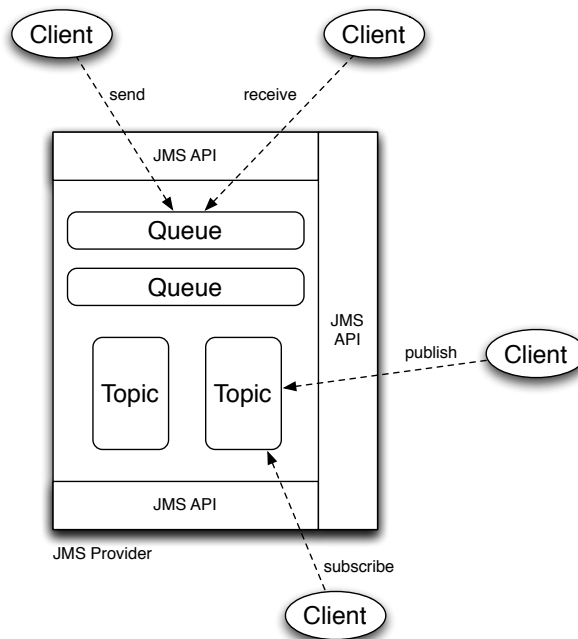 Client
Client
send
receive
JMS API
Queue
Queue
JMS
API
publish
Client
Topic
Topic
JMS API
JMS Provider
subscribe
Client